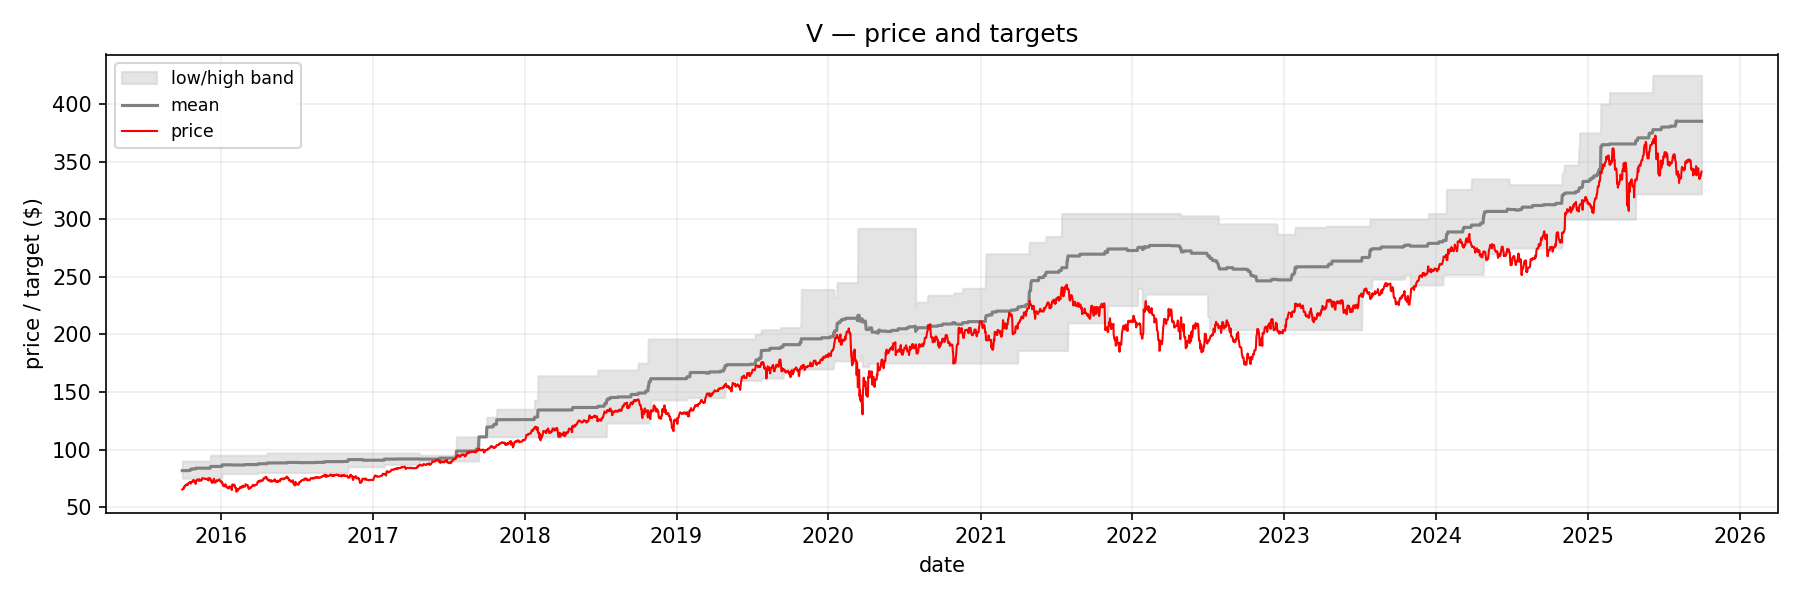 V — price and targets
low/high band
mean
price
price / target ($)
400
350
300
250
200
150
100
50
2016 2017 2018 2019 2020 2021 2022 2023 2024 2025 2026
date